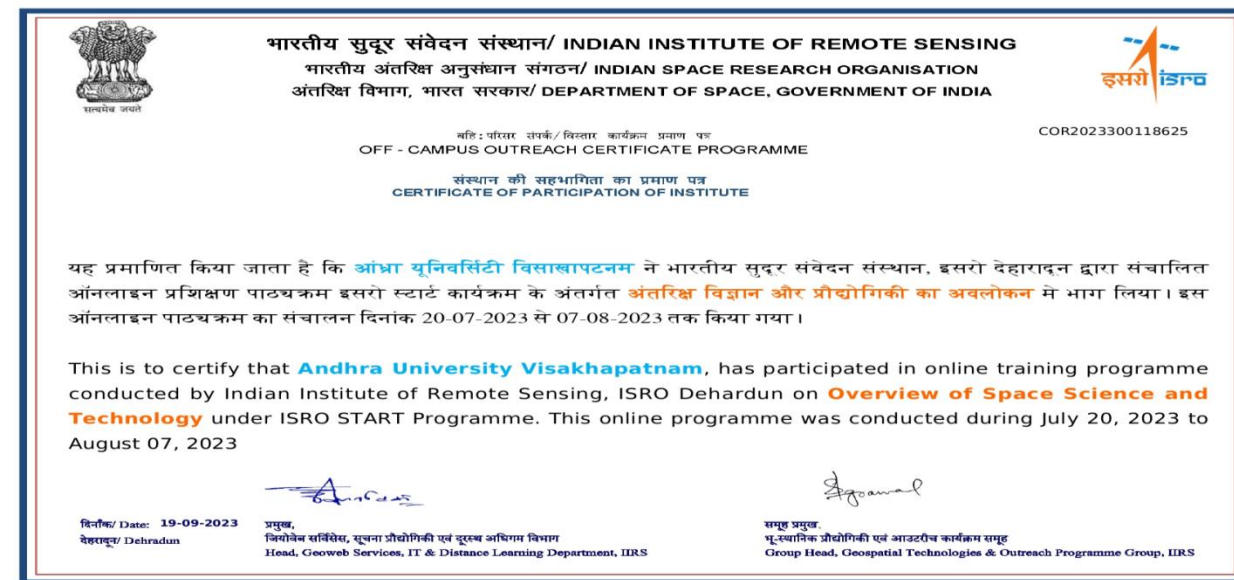 सत्यमेव जयते
भारतीय सुदूर संवेदन संस्थान/ INDIAN INSTITUTE OF REMOTE SENSING
भारतीय अंतरिक्ष अनुसंधान संगठन/ INDIAN SPACE RESEARCH ORGANISATION
अंतरिक्ष विभाग, भारत सरकार/ DEPARTMENT OF SPACE, GOVERNMENT OF INDIA
इसरो isro
COR2023300118625
बहि: परिसर संपर्क/ विस्तार कार्यक्रम प्रमाण पत्र
OFF - CAMPUS OUTREACH CERTIFICATE PROGRAMME
संस्थान की सहभागिता का प्रमाण पत्र
CERTIFICATE OF PARTICIPATION OF INSTITUTE
यह प्रमाणित किया जाता है कि आंध्रा यूनिवर्सिटी विसाखापटनम ने भारतीय सुदूर संवेदन संस्थान, इसरो देहारादून द्वारा संचालित
ऑनलाइन प्रशिक्षण पाठ्यक्रम इसरो स्टार्ट कार्यक्रम के अंतर्गत अंतरिक्ष विज्ञान और प्रौद्योगिकी का अवलोकन मे भाग लिया। इस
ऑनलाइन पाठ्यक्रम का संचालन दिनांक 20-07-2023 से 07-08-2023 तक किया गया।
This is to certify that Andhra University Visakhapatnam, has participated in online training programme
conducted by Indian Institute of Remote Sensing, ISRO Dehardun on Overview of Space Science and
Technology under ISRO START Programme. This online programme was conducted during July 20, 2023 to
August 07, 2023
Agrawal
दिनाँक/ Date: 19-09-2023
देहरादून/ Dehradun
प्रमुख,
जियोवेब सर्विसेस, सूचना प्रौद्योगिकी एवं दूरस्थ अधिगम विभाग
Head, Geoweb Services, IT & Distance Learning Department, IIRS
समूह प्रमुख.
भू-स्थानिक प्रौद्योगिकी एवं आउटरीच कार्यक्रम समूह
Group Head, Geospatial Technologies & Outreach Programme Group, IIRS